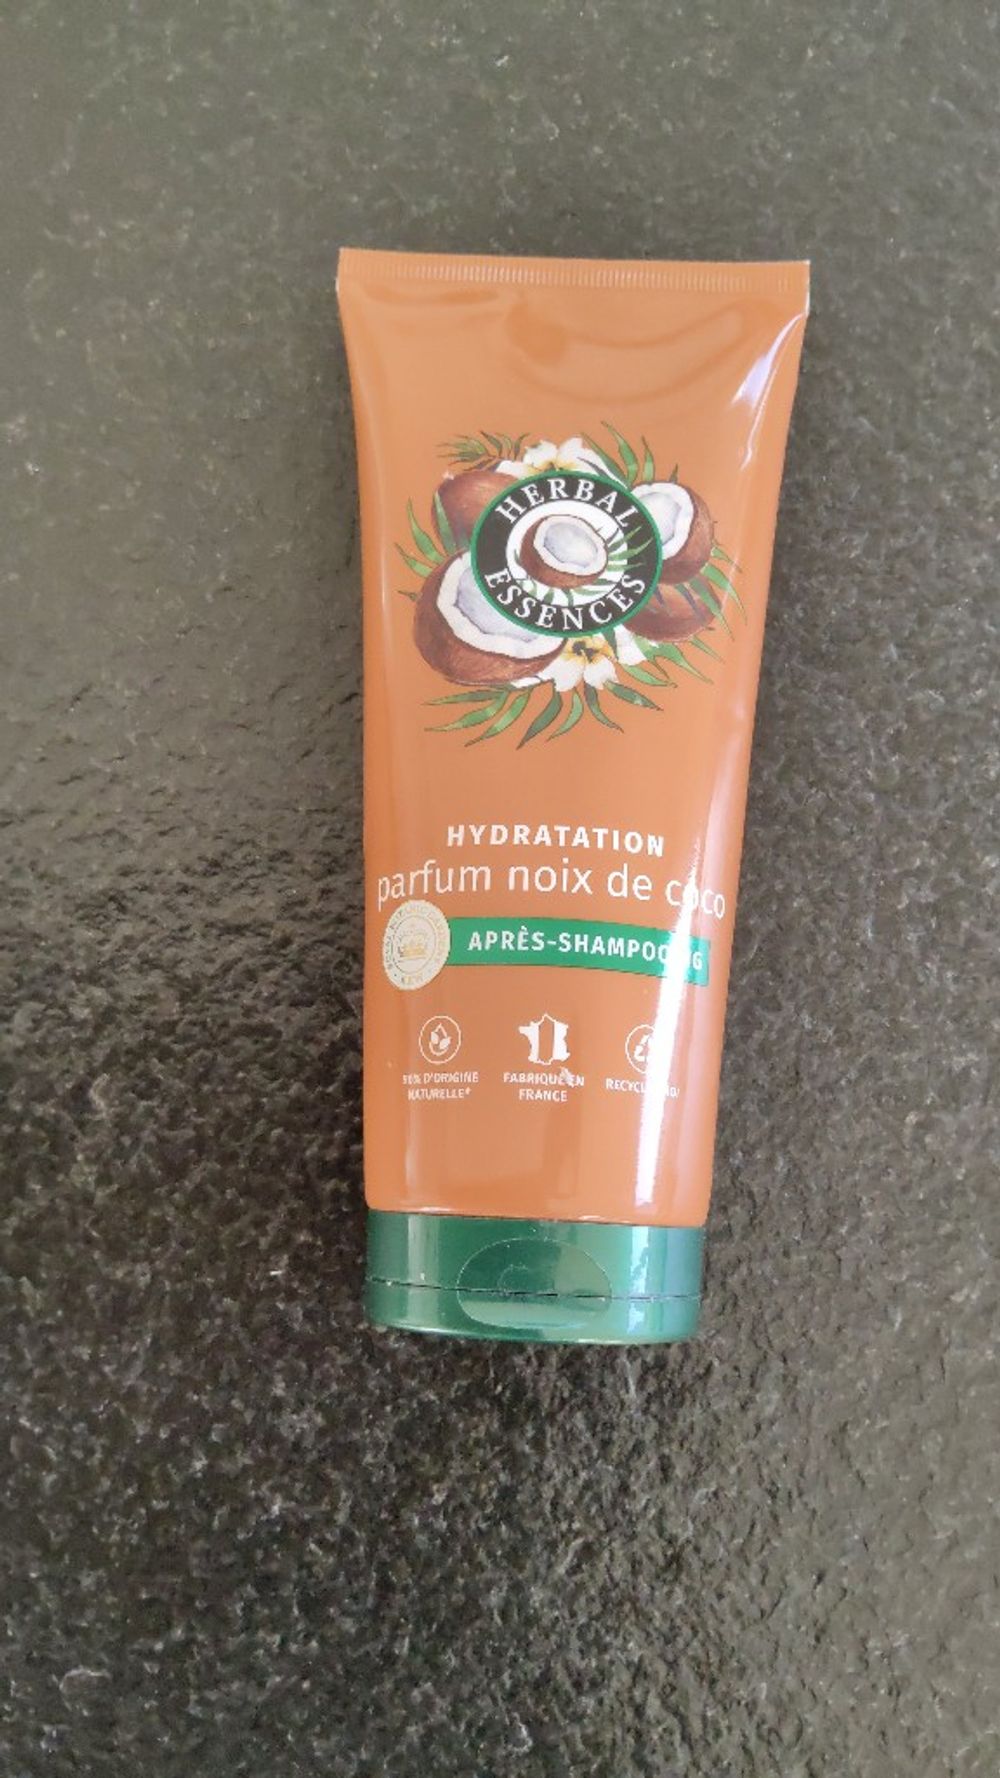 HERBAL
ESSENCES
HYDRATATION
parfum noix de coco
APRÈS-SHAMPOOING
D'ORIGINE
NATURELLE*
FABRIQUÉ EN
FRANCE